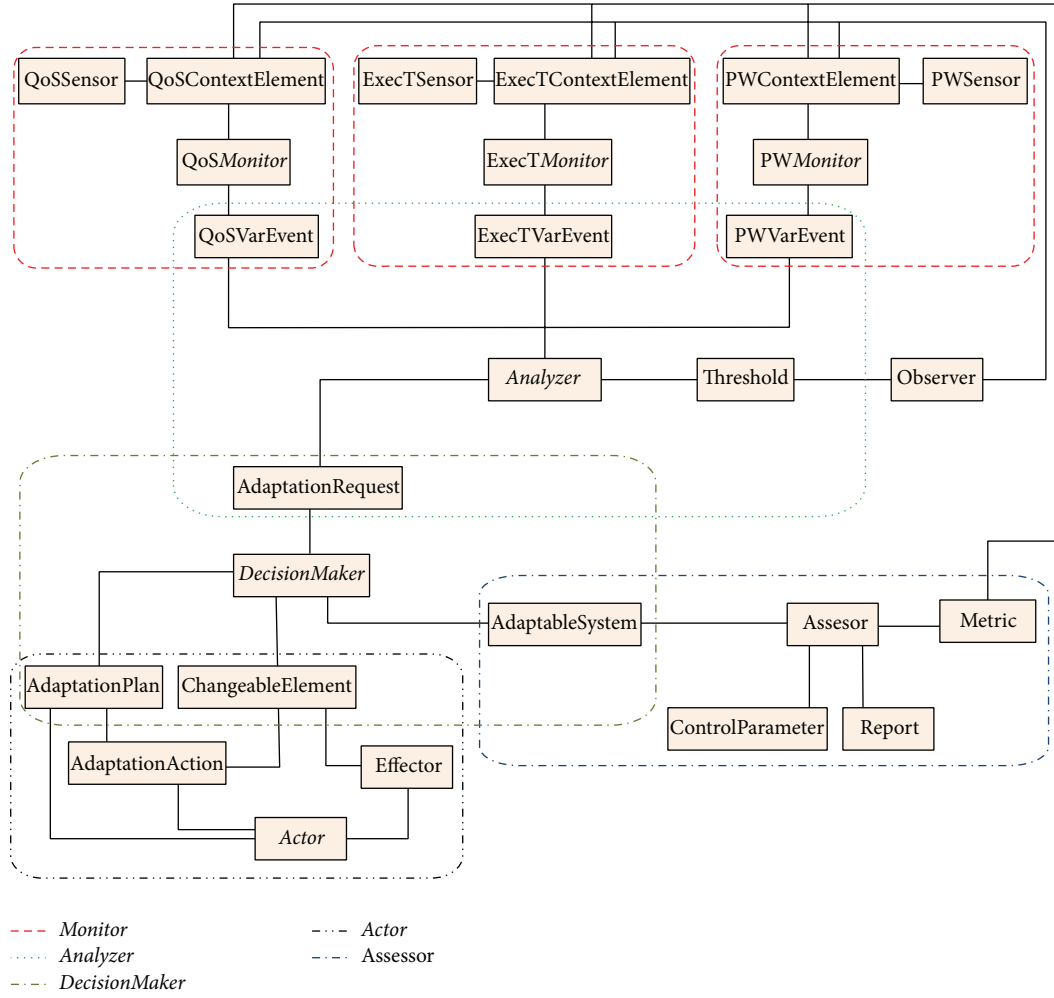 QoSSensor
QoSContextElement
ExecTSensor
ExecTContextElement
PWContextElement
PWSensor
QoSMonitor
ExecTMonitor
PWMonitor
QoSVarEvent
ExecTVarEvent
PWVarEvent
Analyzer
Threshold
Observer
AdaptationRequest
DecisionMaker
AdaptableSystem
Assesor
Metric
AdaptationPlan
ChangeableElement
ControlParameter
Report
AdaptationAction
Effector
Actor
Monitor
Analyzer
DecisionMaker
Actor
Assessor